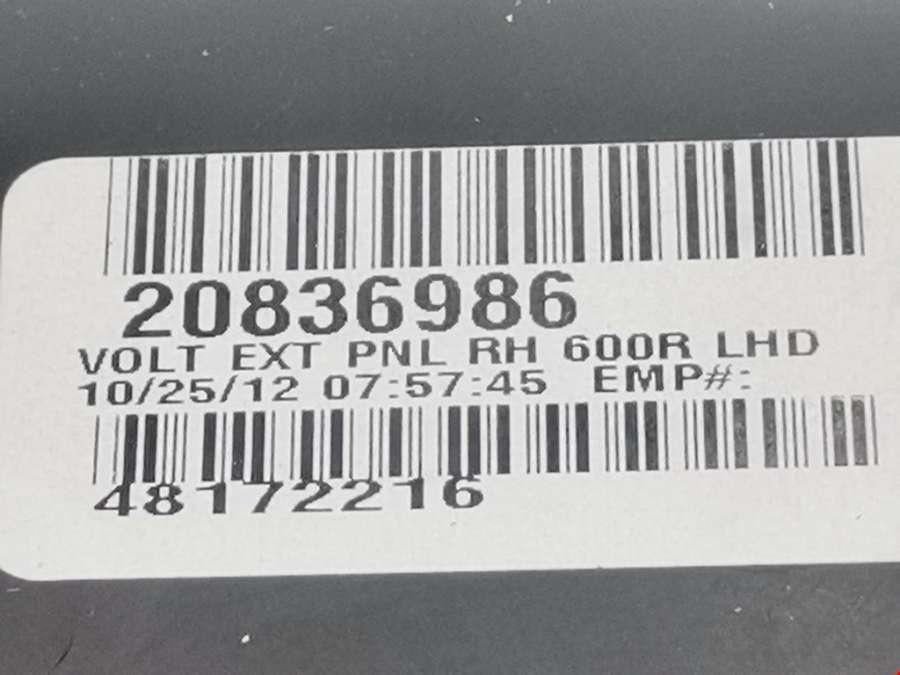 20836986
VOLT EXT PNL RH 600R LHD
10/25/12 07:57:45 EMP#:
48172216